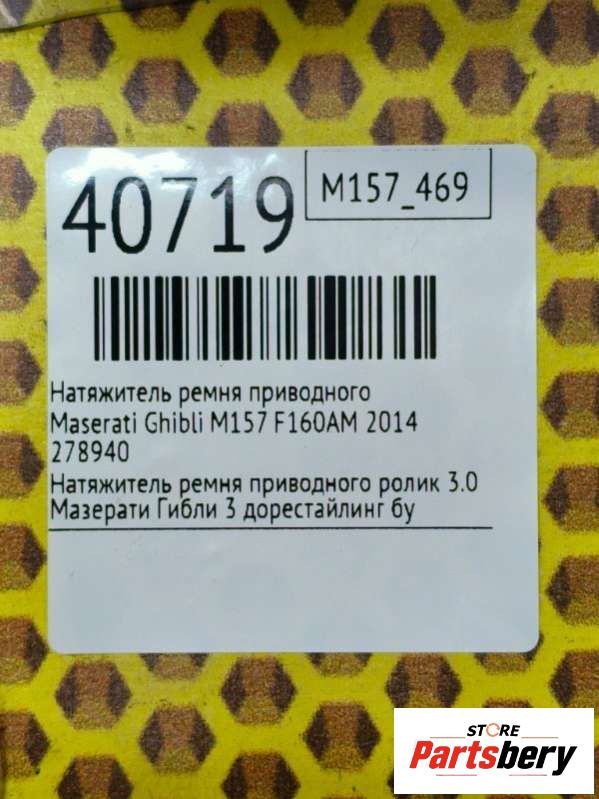 40719
M157_469
Натяжитель ремня приводного
Maserati Ghibli M157 F160AM 2014
278940
Натяжитель ремня приводного ролик 3.0
Мазерати Гибли 3 дорестайлинг бу
STORE
Partsbery